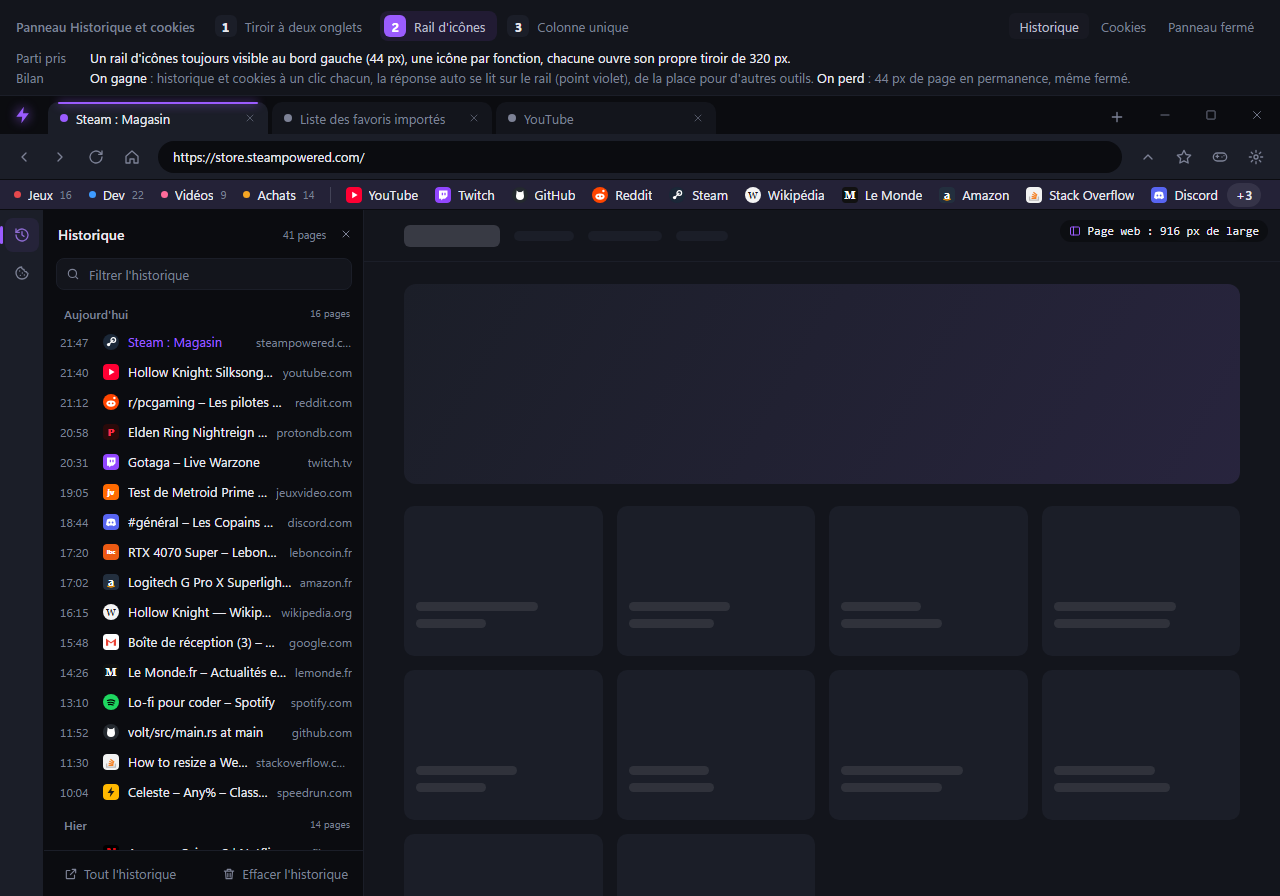 Panneau Historique et cookies 1 Tiroir à deux onglets 2 Rail d'icônes 3 Colonne unique Historique Cookies Panneau fermé
Parti pris Un rail d'icônes toujours visible au bord gauche (44 px), une icône par fonction, chacune ouvre son propre tiroir de 320 px.
Bilan On gagne : historique et cookies à un clic chacun, la réponse auto se lit sur le rail (point violet), de la place pour d'autres outils. On perd : 44 px de page en permanence, même fermé.
Steam : Magasin Liste des favoris importés YouTube
https://store.steampowered.com/
Jeux 16 Dev 22 Vidéos 9 Achats 14 YouTube Twitch GitHub Reddit Steam Wikipédia Le Monde Amazon Stack Overflow Discord +3
Historique 41 pages
Page web : 916 px de large
Filtrer l'historique
Aujourd'hui 16 pages
21:47 Steam : Magasin steampowered.c...
21:40 Hollow Knight: Silksong... youtube.com
21:12 r/pcgaming – Les pilotes ... reddit.com
20:58 Elden Ring Nightreign ... protondb.com
20:31 Gotaga – Live Warzone twitch.tv
19:05 Test de Metroid Prime ... jeuxvideo.com
18:44 #général – Les Copains ... discord.com
17:20 RTX 4070 Super – Lebon... leboncoin.fr
17:02 Logitech G Pro X Superligh... amazon.fr
16:15 Hollow Knight — Wikip... wikipedia.org
15:48 Boîte de réception (3) – ... google.com
14:26 Le Monde.fr – Actualités e... lemonde.fr
13:10 Lo-fi pour coder – Spotify spotify.com
11:52 volt/src/main.rs at main github.com
11:30 How to resize a We... stackoverflow.c...
10:04 Celeste – Any% – Class... speedrun.com
Hier 14 pages
Tout l'historique Effacer l'historique